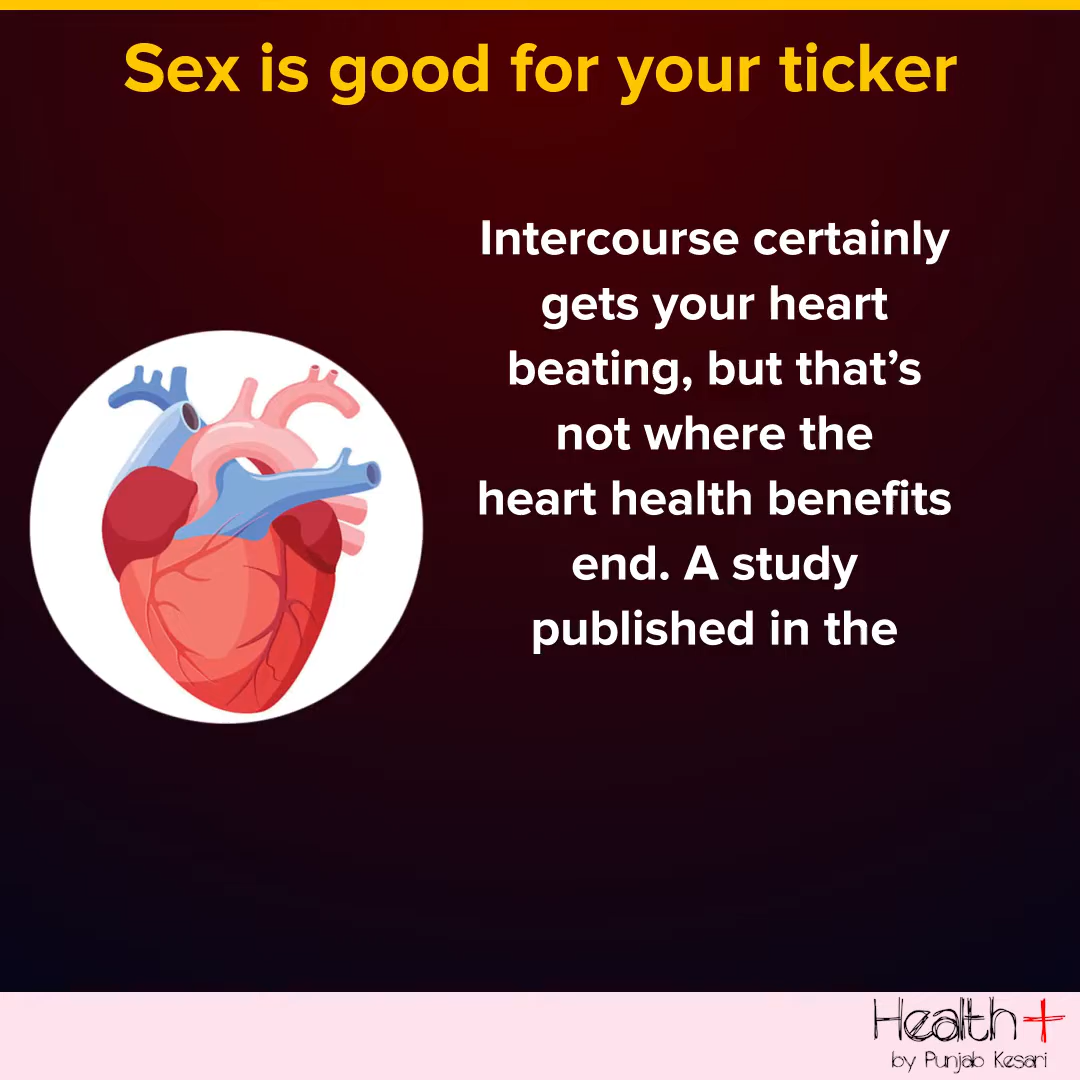 Sex is good for your ticker
Intercourse certainly
gets your heart
beating, but that’s
not where the
heart health benefits
end. A study
published in the
Health+
by Punjab Kesari